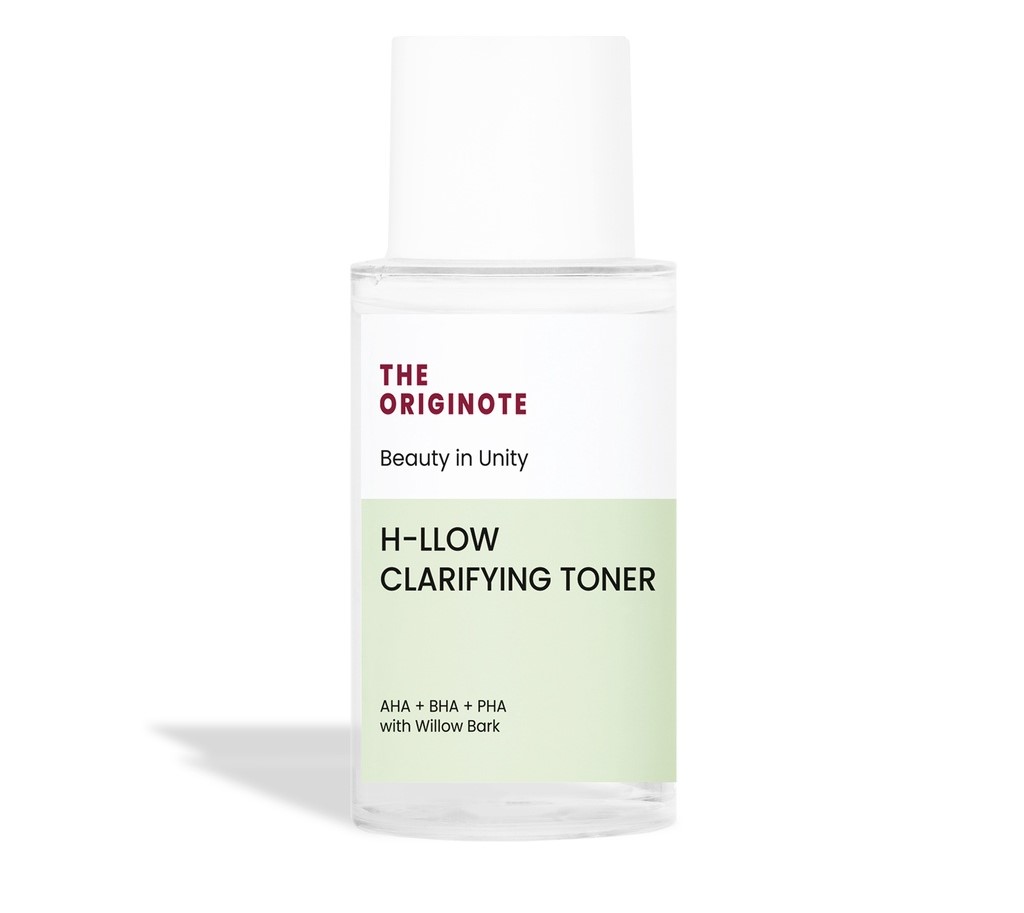 THE
ORIGINOTE
Beauty in Unity
H-LLOW
CLARIFYING TONER
AHA + BHA + PHA
with Willow Bark